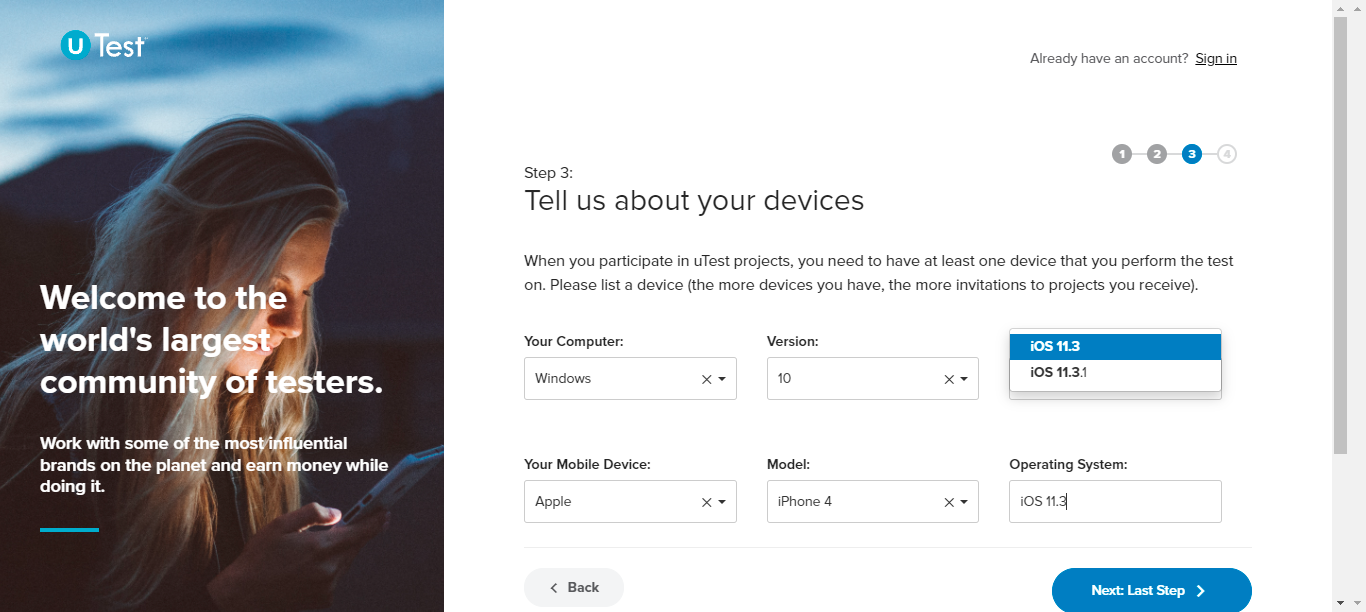 U Test
Already have an account? Sign in
1 2 3 4
Step 3:
Tell us about your devices
When you participate in uTest projects, you need to have at least one device that you perform the test
on. Please list a device (the more devices you have, the more invitations to projects you receive).
Welcome to the
world's largest
community of testers.
Work with some of the most influential
brands on the planet and earn money while
doing it.
Your Computer:
Windows
Version:
10
iOS 11.3
iOS 11.3.1
Your Mobile Device:
Apple
Model:
iPhone 4
Operating System:
iOS 11.3
Back
Next: Last Step